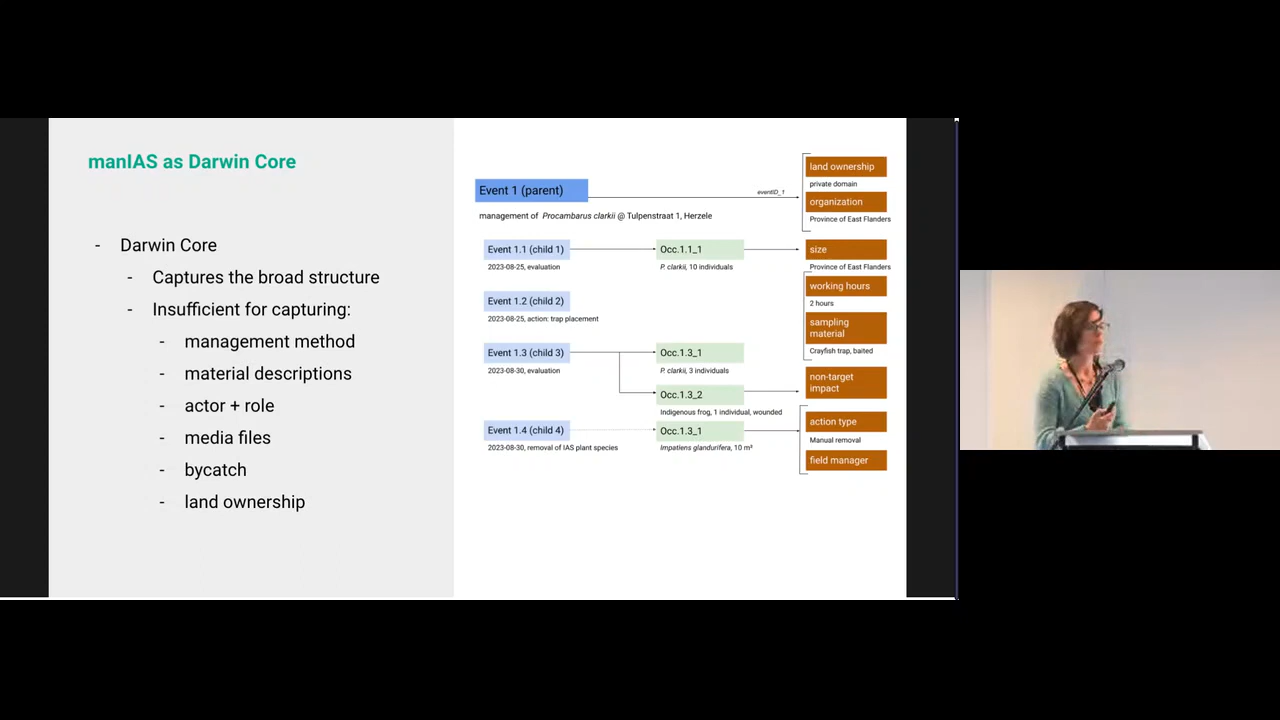 manIAS as Darwin Core
- Darwin Core
- Captures the broad structure
- Insufficient for capturing:
- management method
- material descriptions
- actor + role
- media files
- bycatch
- land ownership
Event 1 (parent)
eventID_1
management of Procambarus clarkii @ Tulpenstraat 1, Herzele
land ownership
private domain
organization
Province of East Flanders
Event 1.1 (child 1)
2023-08-25, evaluation
Occ.1.1_1
P. clarkii, 10 individuals
size
Province of East Flanders
Event 1.2 (child 2)
2023-08-25, action: trap placement
working hours
2 hours
sampling
material
Crayfish trap, baited
Event 1.3 (child 3)
2023-08-30, evaluation
Occ.1.3_1
P. clarkii, 3 individuals
Occ.1.3_2
Indigenous frog, 1 individual, wounded
non-target
impact
Event 1.4 (child 4)
2023-08-30, removal of IAS plant species
Occ.1.3_1
Impatiens glandurifera, 10 m²
action type
Manual removal
field manager